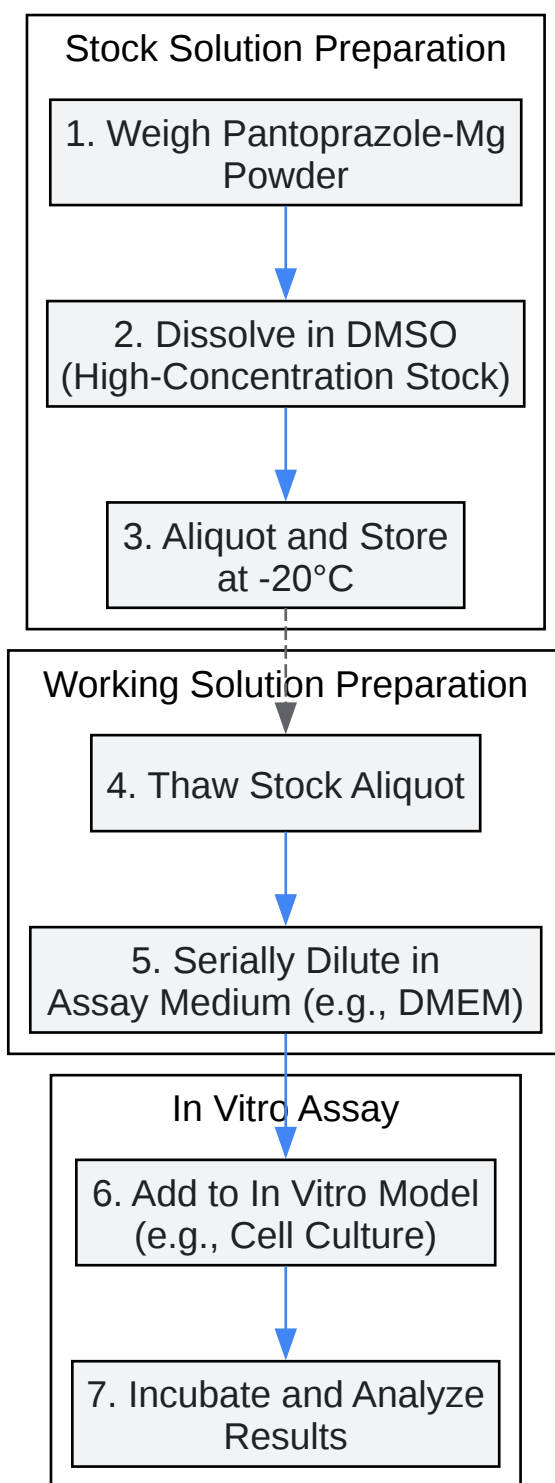 Stock Solution Preparation
1. Weigh Pantoprazole-Mg
Powder
2. Dissolve in DMSO
(High-Concentration Stock)
3. Aliquot and Store
at -20°C
Working Solution Preparation
4. Thaw Stock Aliquot
5. Serially Dilute in
Assay Medium (e.g., DMEM)
In Vitro Assay
6. Add to In Vitro Model
(e.g., Cell Culture)
7. Incubate and Analyze
Results